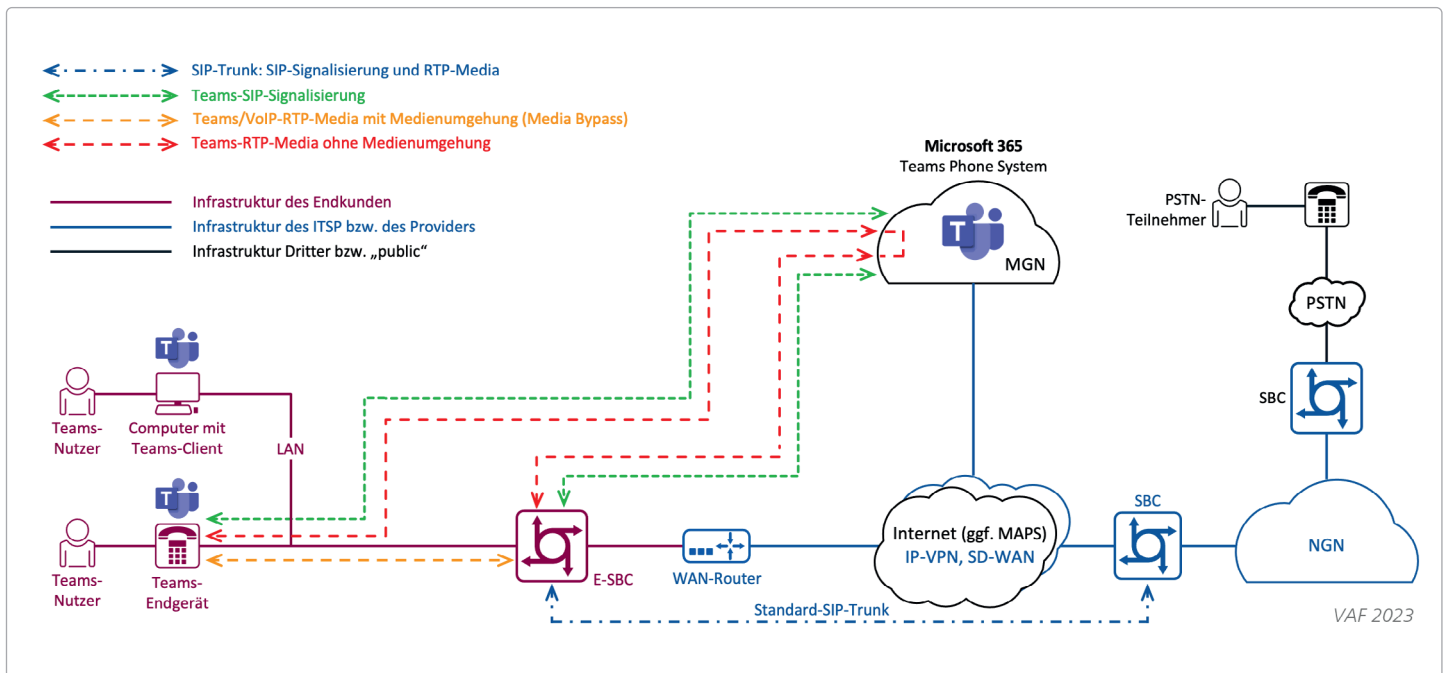 SIP-Trunk: SIP-Signalisierung und RTP-Media
Teams-SIP-Signalisierung
Teams/VoIP-RTP-Media mit Medienumgehung (Media Bypass)
Teams-RTP-Media ohne Medienumgehung
Infrastruktur des Endkunden
Infrastruktur des ITSP bzw. des Providers
Infrastruktur Dritter bzw. „public“
Microsoft 365
Teams Phone System
T
MGN
PSTN-
Teilnehmer
PSTN
SBC
T
Teams-
Nutzer
Computer mit
Teams-Client
LAN
T
Teams-
Nutzer
Teams-
Endgerät
E-SBC
WAN-Router
Internet (ggf. MAPS)
IP-VPN, SD-WAN
SBC
NGN
Standard-SIP-Trunk
VAF 2023